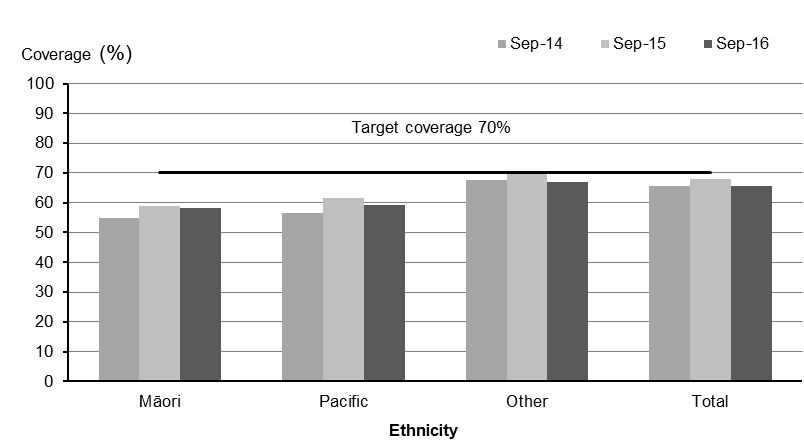 Sep-14 Sep-15 Sep-16
Coverage (%)
100
90
Target coverage 70%
80
70
60
50
40
30
20
10
0
Māori Pacific Other Total
Ethnicity